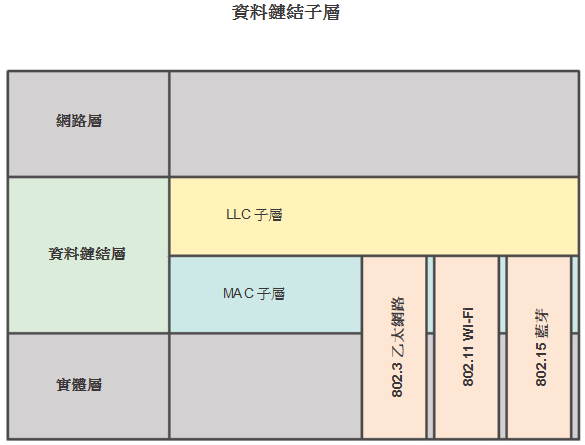 資料鏈結子層
網路層
LLC 子層
資料鏈結層
MAC 子層
802.3 乙太網路
802.11 WI-FI
802.15 藍芽
實體層